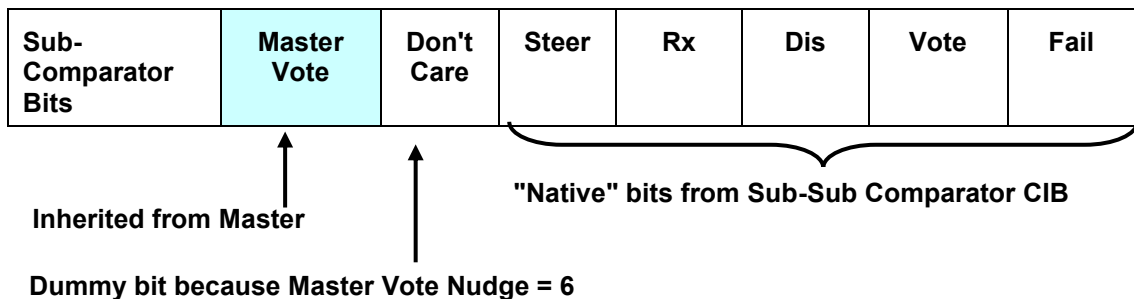 Sub-
Comparator
Bits
Master
Vote
Don't
Care
Steer
Rx
Dis
Vote
Fail
"Native" bits from Sub-Sub Comparator CIB
Inherited from Master
Dummy bit because Master Vote Nudge = 6